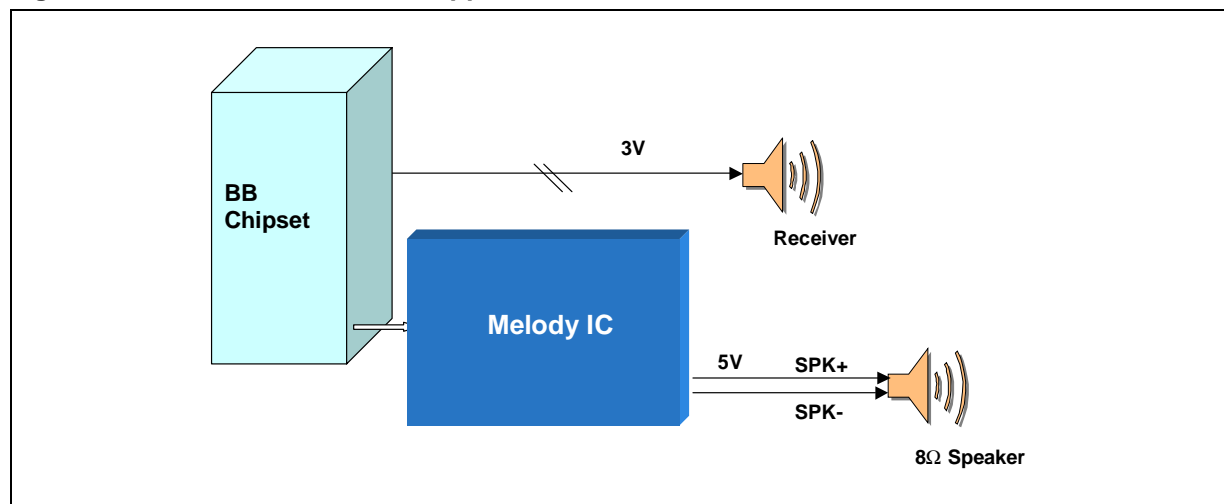 3V
BB
Chipset
Receiver
Melody IC
5V
SPK+
SPK-
8Ω Speaker